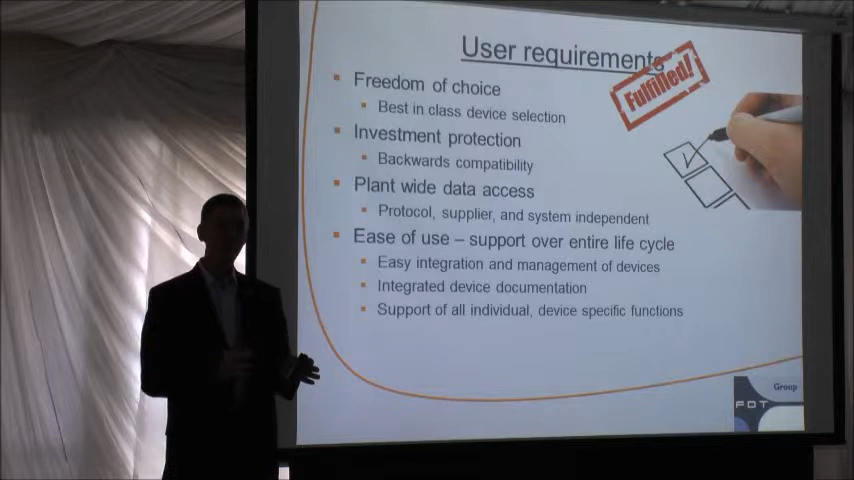 User requirements
Fulfilled!
Freedom of choice
Best in class device selection
Investment protection
Backwards compatibility
Plant wide data access
Protocol, supplier, and system independent
Ease of use – support over entire life cycle
Easy integration and management of devices
Integrated device documentation
Support of all individual, device specific functions
Group
FDT